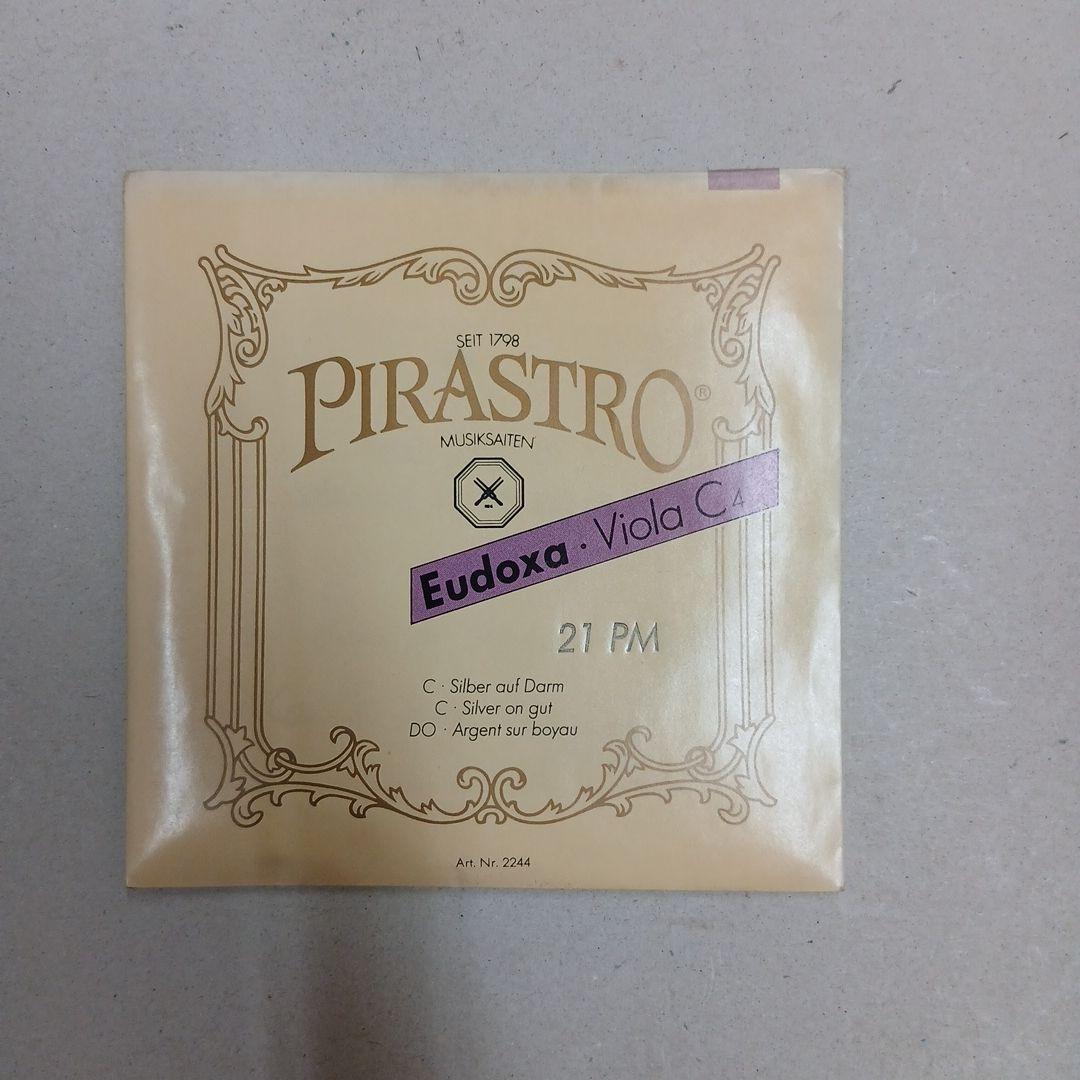 SEIT 1798
PIRASTRO®
MUSIKSAITEN
Eudoxa · Viola C 4
21 PM
C · Silber auf Darm
C · Silver on gut
DO · Argent sur boyau
Art. Nr. 2244